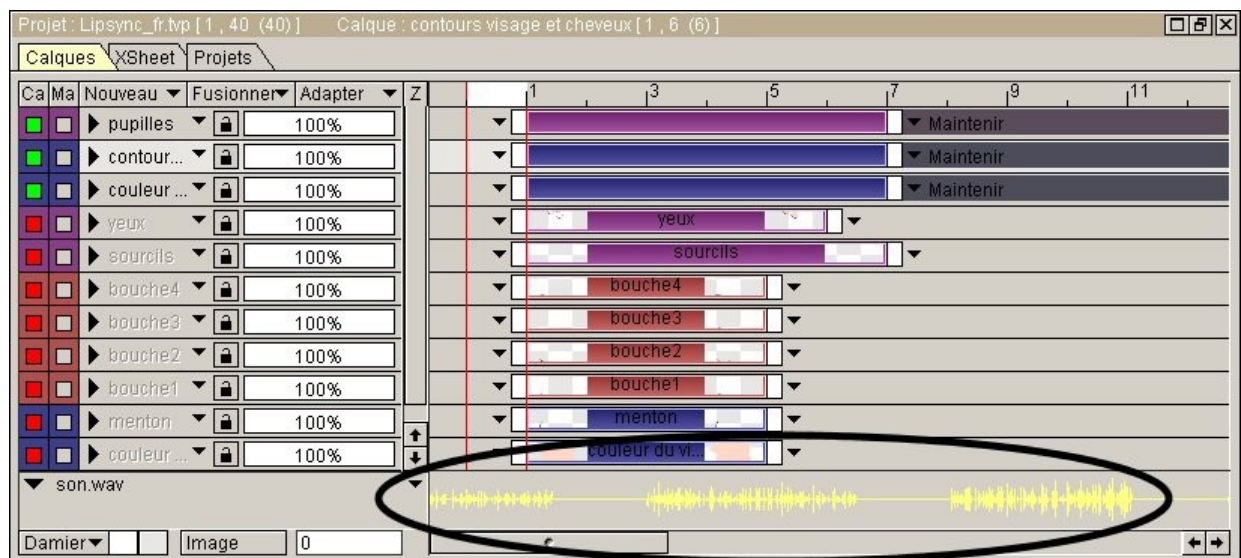 Projet : Lipsync_fr.tvp [ 1 , 40 (40) ] Calque : contours visage et cheveux [ 1 , 6 (6) ]
Calques XSheet Projets
Ca Ma Nouveau Fusionner Adapter Z 1 3 5 7 9 11
pupilles 100% Maintenir
contour... 100% Maintenir
couleur ... 100% Maintenir
yeux 100% yeux
sourcils 100% sourcils
bouche4 100% bouche4
bouche3 100% bouche3
bouche2 100% bouche2
bouche1 100% bouche1
menton 100% menton
couleur ... 100% couleur du vi...
son.wav
Damier Image 0